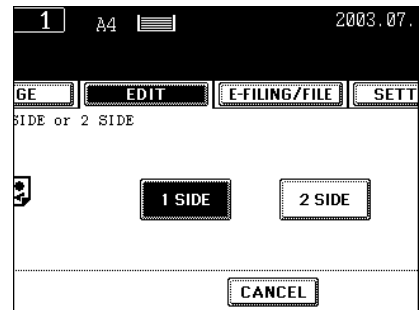 1 A4 2003.07.
GE EDIT E-FILING/FILE SETT
SIDE or 2 SIDE
1 SIDE 2 SIDE
CANCEL